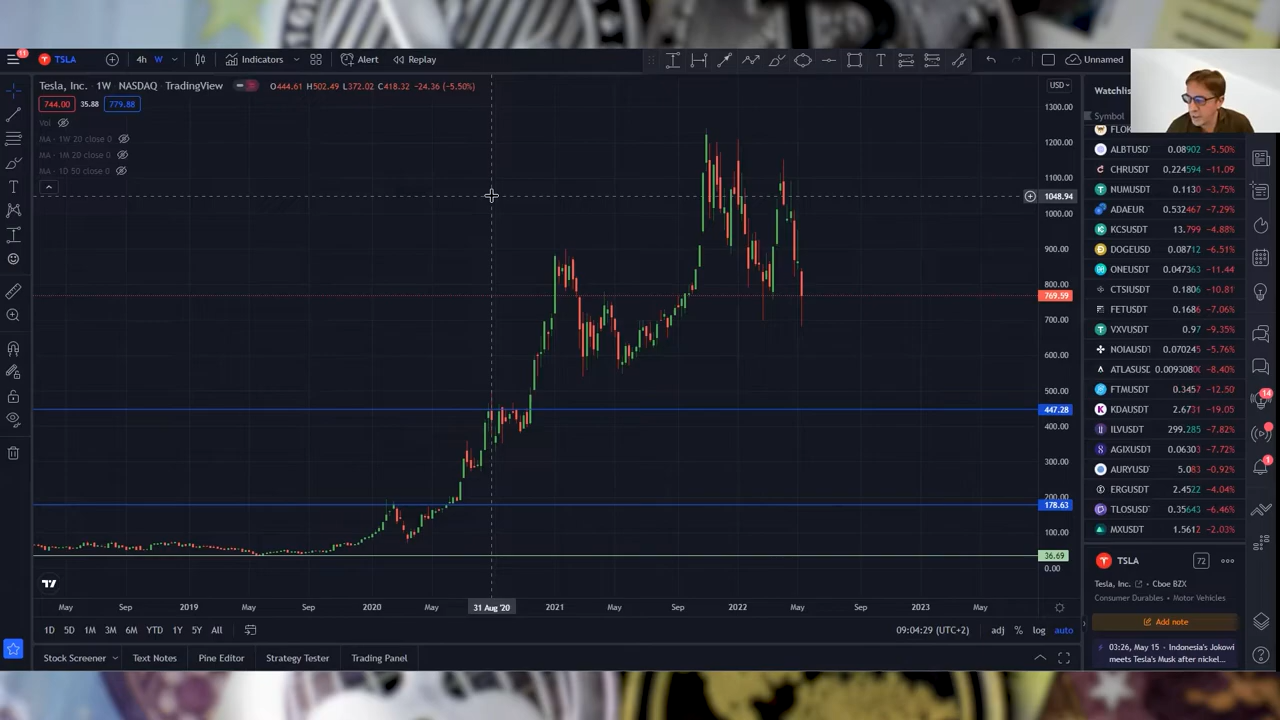 11
TSLA
4h
W
Indicators
Alert
Replay
T
Unnamed
Tesla, Inc. 1W NASDAQ TradingView
O444.61 H502.49 L372.02 C418.32 -24.36 (-5.50%)
USD
744.00 35.88 779.88
Vol
MA 1W 20 close 0
MA 1M 20 close 0
MA 1D 50 close 0
1300.00
1200.00
1100.00
1048.94
1000.00
900.00
800.00
769.59
700.00
600.00
500.00
447.28
400.00
300.00
200.00
178.63
100.00
36.69
0.00
May Sep 2019 May Sep 2020 May 31 Aug '20 2021 May Sep 2022 May Sep 2023 May
1D 5D 1M 3M 6M YTD 1Y 5Y All
09:04:29 (UTC+2)
adj % log auto
Stock Screener
Text Notes
Pine Editor
Strategy Tester
Trading Panel
Watchlis
Symbol
FLOK
ALBTUSDT 0.08902 −5.50%
CHRUSDT 0.224594 −11.09
NUMUSDT 0.1130 −3.75%
ADAEUR 0.532467 −7.29%
KCSUSDT 13.799 −4.88%
DOGEUSD 0.08712 −6.51%
ONEUSDT 0.047363 −11.44
CTSIUSDT 0.1806 −10.81
FETUSDT 0.1686 −7.06%
VXVUSDT 0.97 −9.35%
NOIAUSDT 0.070245 −5.76%
ATLASUSD −8.40%
FTMUSDT 0.3457 −12.50
KDAUSDT 2.6731 −19.05
ILVUSDT 299.285 −7.82%
AGIXUSDT 0.06303 −7.72%
AURYUSD 5.083 −0.92%
ERGUSDT 2.4522 −4.04%
TLOSUSDT 0.35643 −6.46%
MXUSDT 1.5612 −2.03%
14
1
TSLA
72
Tesla, Inc. Cboe BZX
Consumer Durables • Motor Vehicles
Add note
03:26, May 15 • Indonesia's Jokowi
meets Tesla's Musk after nickel...